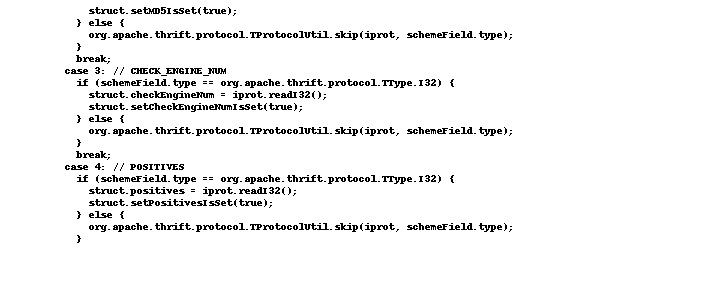 struct.setMD5IsSet(true);
} else {
org.apache.thrift.protocol.TProtocolUtil.skip(iprot, schemeField.type);
}
break;
case 3: // CHECK_ENGINE_NUM
if (schemeField.type == org.apache.thrift.protocol.TType.I32) {
struct.checkEngineNum = iprot.readI32();
struct.setCheckEngineNumIsSet(true);
} else {
org.apache.thrift.protocol.TProtocolUtil.skip(iprot, schemeField.type);
}
break;
case 4: // POSITIVES
if (schemeField.type == org.apache.thrift.protocol.TType.I32) {
struct.positives = iprot.readI32();
struct.setPositivesIsSet(true);
} else {
org.apache.thrift.protocol.TProtocolUtil.skip(iprot, schemeField.type);
}